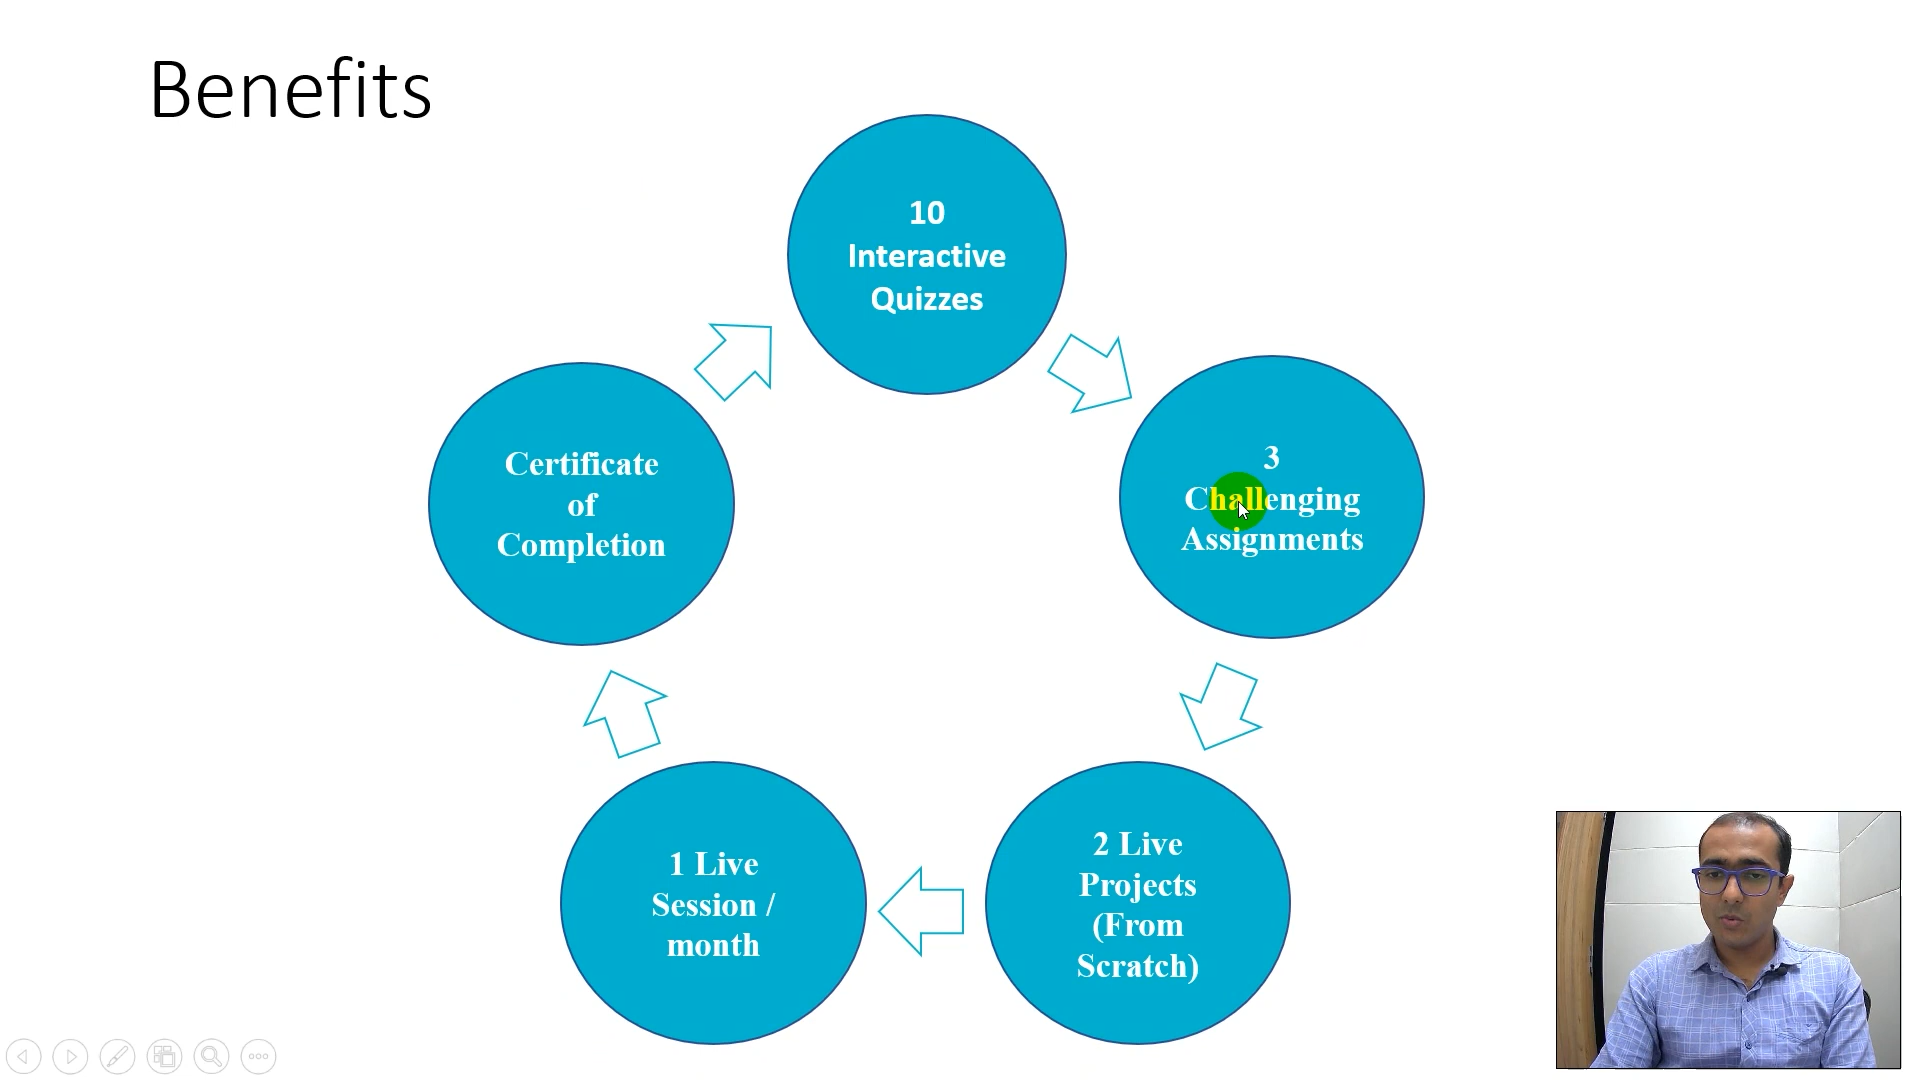 Benefits
10
Interactive
Quizzes
3
Challenging
Assignments
2 Live
Projects
(From
Scratch)
1 Live
Session /
month
Certificate
of
Completion